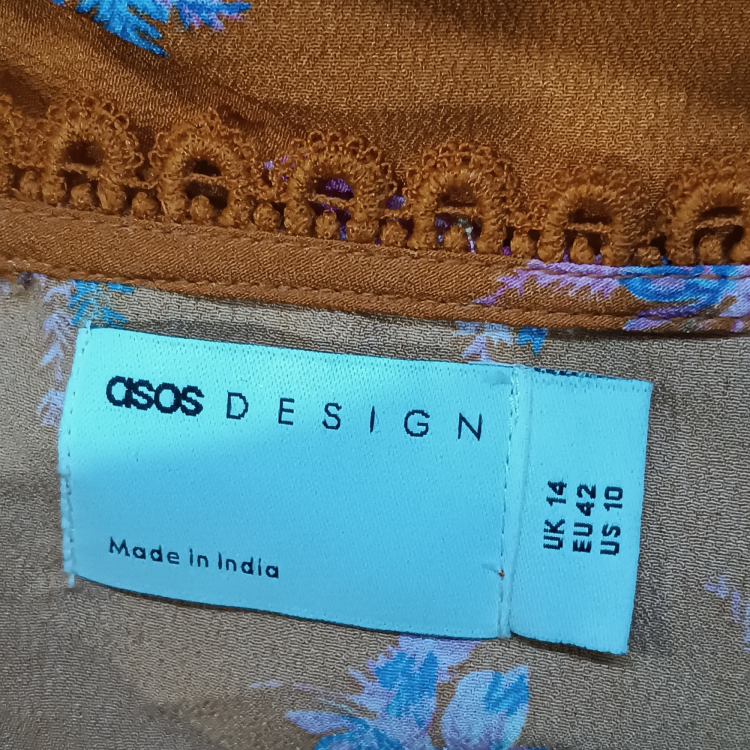 asos DESIGN
Made in India
UK 14
EU 42
US 10